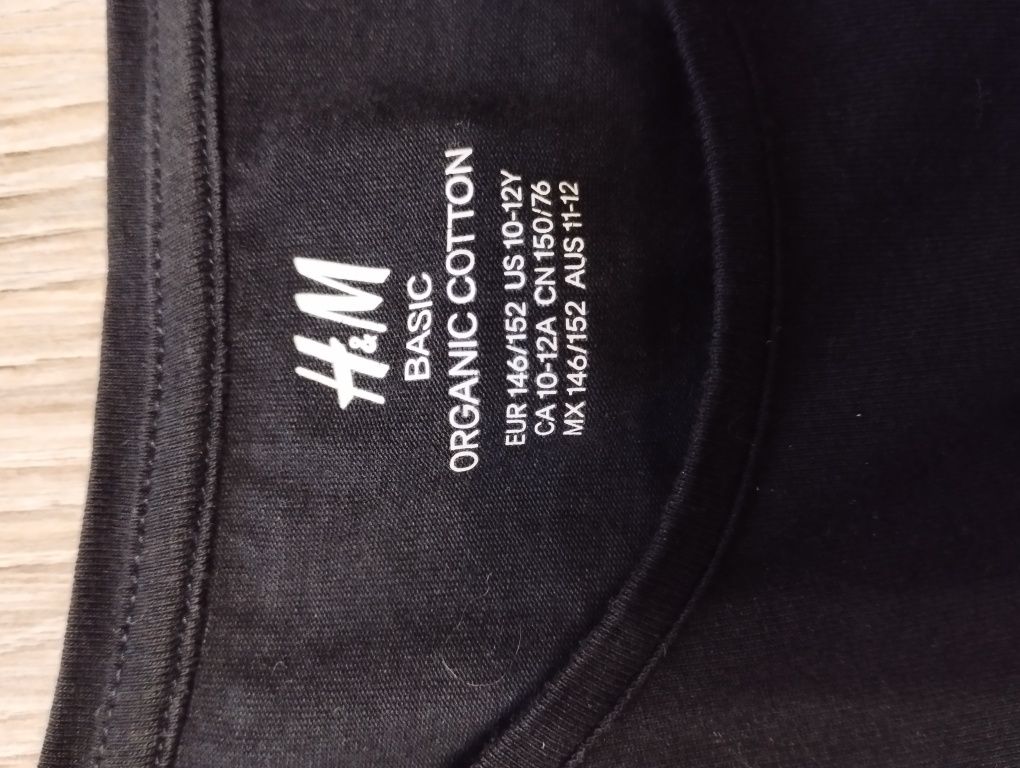 H&M
BASIC
ORGANIC COTTON
EUR 146/152 US 10-12Y
CA 10-12A CN 150/76
MX 146/152 AUS 11-12